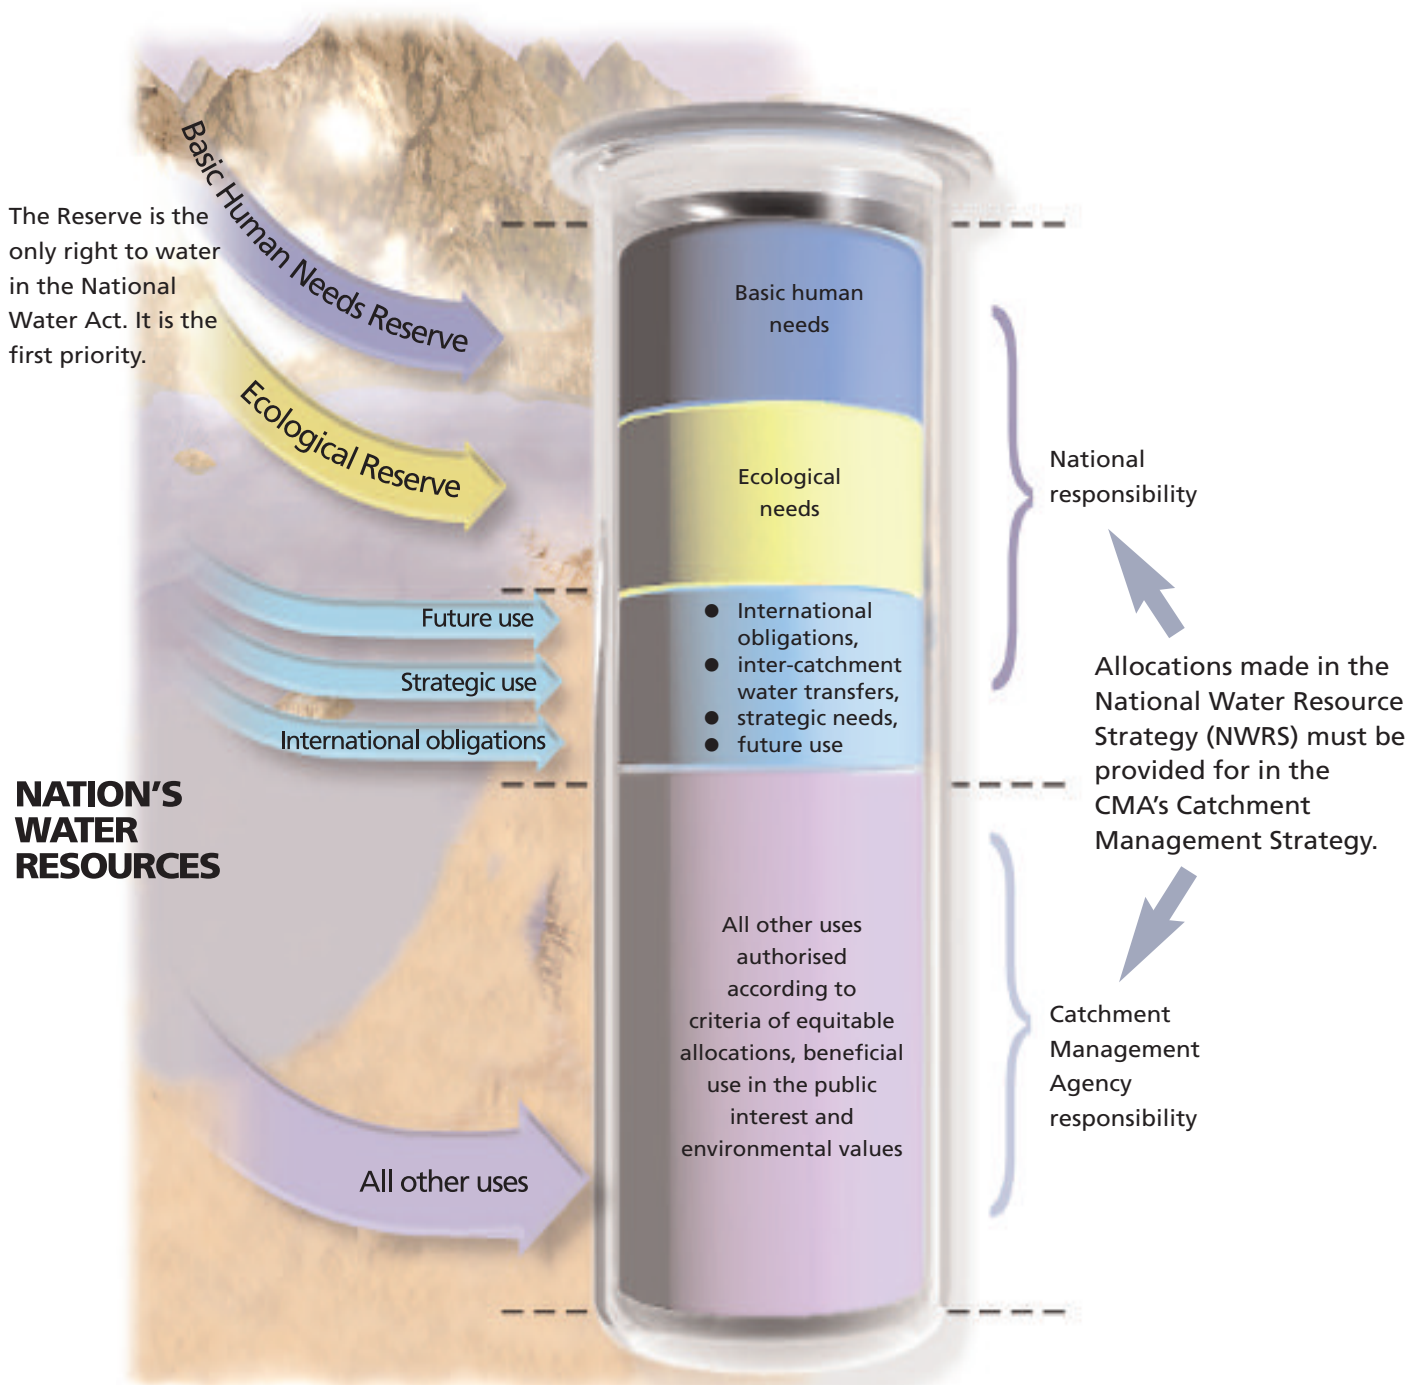 The Reserve is the
only right to water
in the National
Water Act. It is the
first priority.
Basic Human Needs Reserve
Ecological Reserve
Future use
Strategic use
International obligations
NATION'S
WATER
RESOURCES
All other uses
Basic human
needs
Ecological
needs
● International
obligations,
● inter-catchment
water transfers,
● strategic needs,
● future use
All other uses
authorised
according to
criteria of equitable
allocations, beneficial
use in the public
interest and
environmental values
National
responsibility
Allocations made in the
National Water Resource
Strategy (NWRS) must be
provided for in the
CMA's Catchment
Management Strategy.
Catchment
Management
Agency
responsibility